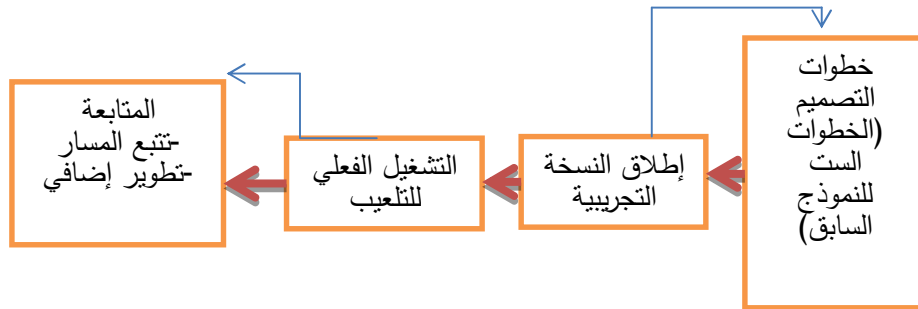 خطوات
التصميم
(الخطوات
الست
للنموذج
السابق)
إطلاق النسخة
التجريبية
التشغيل الفعلي
للتلعيب
المتابعة
-تتبع المسار
-تطوير إضافي